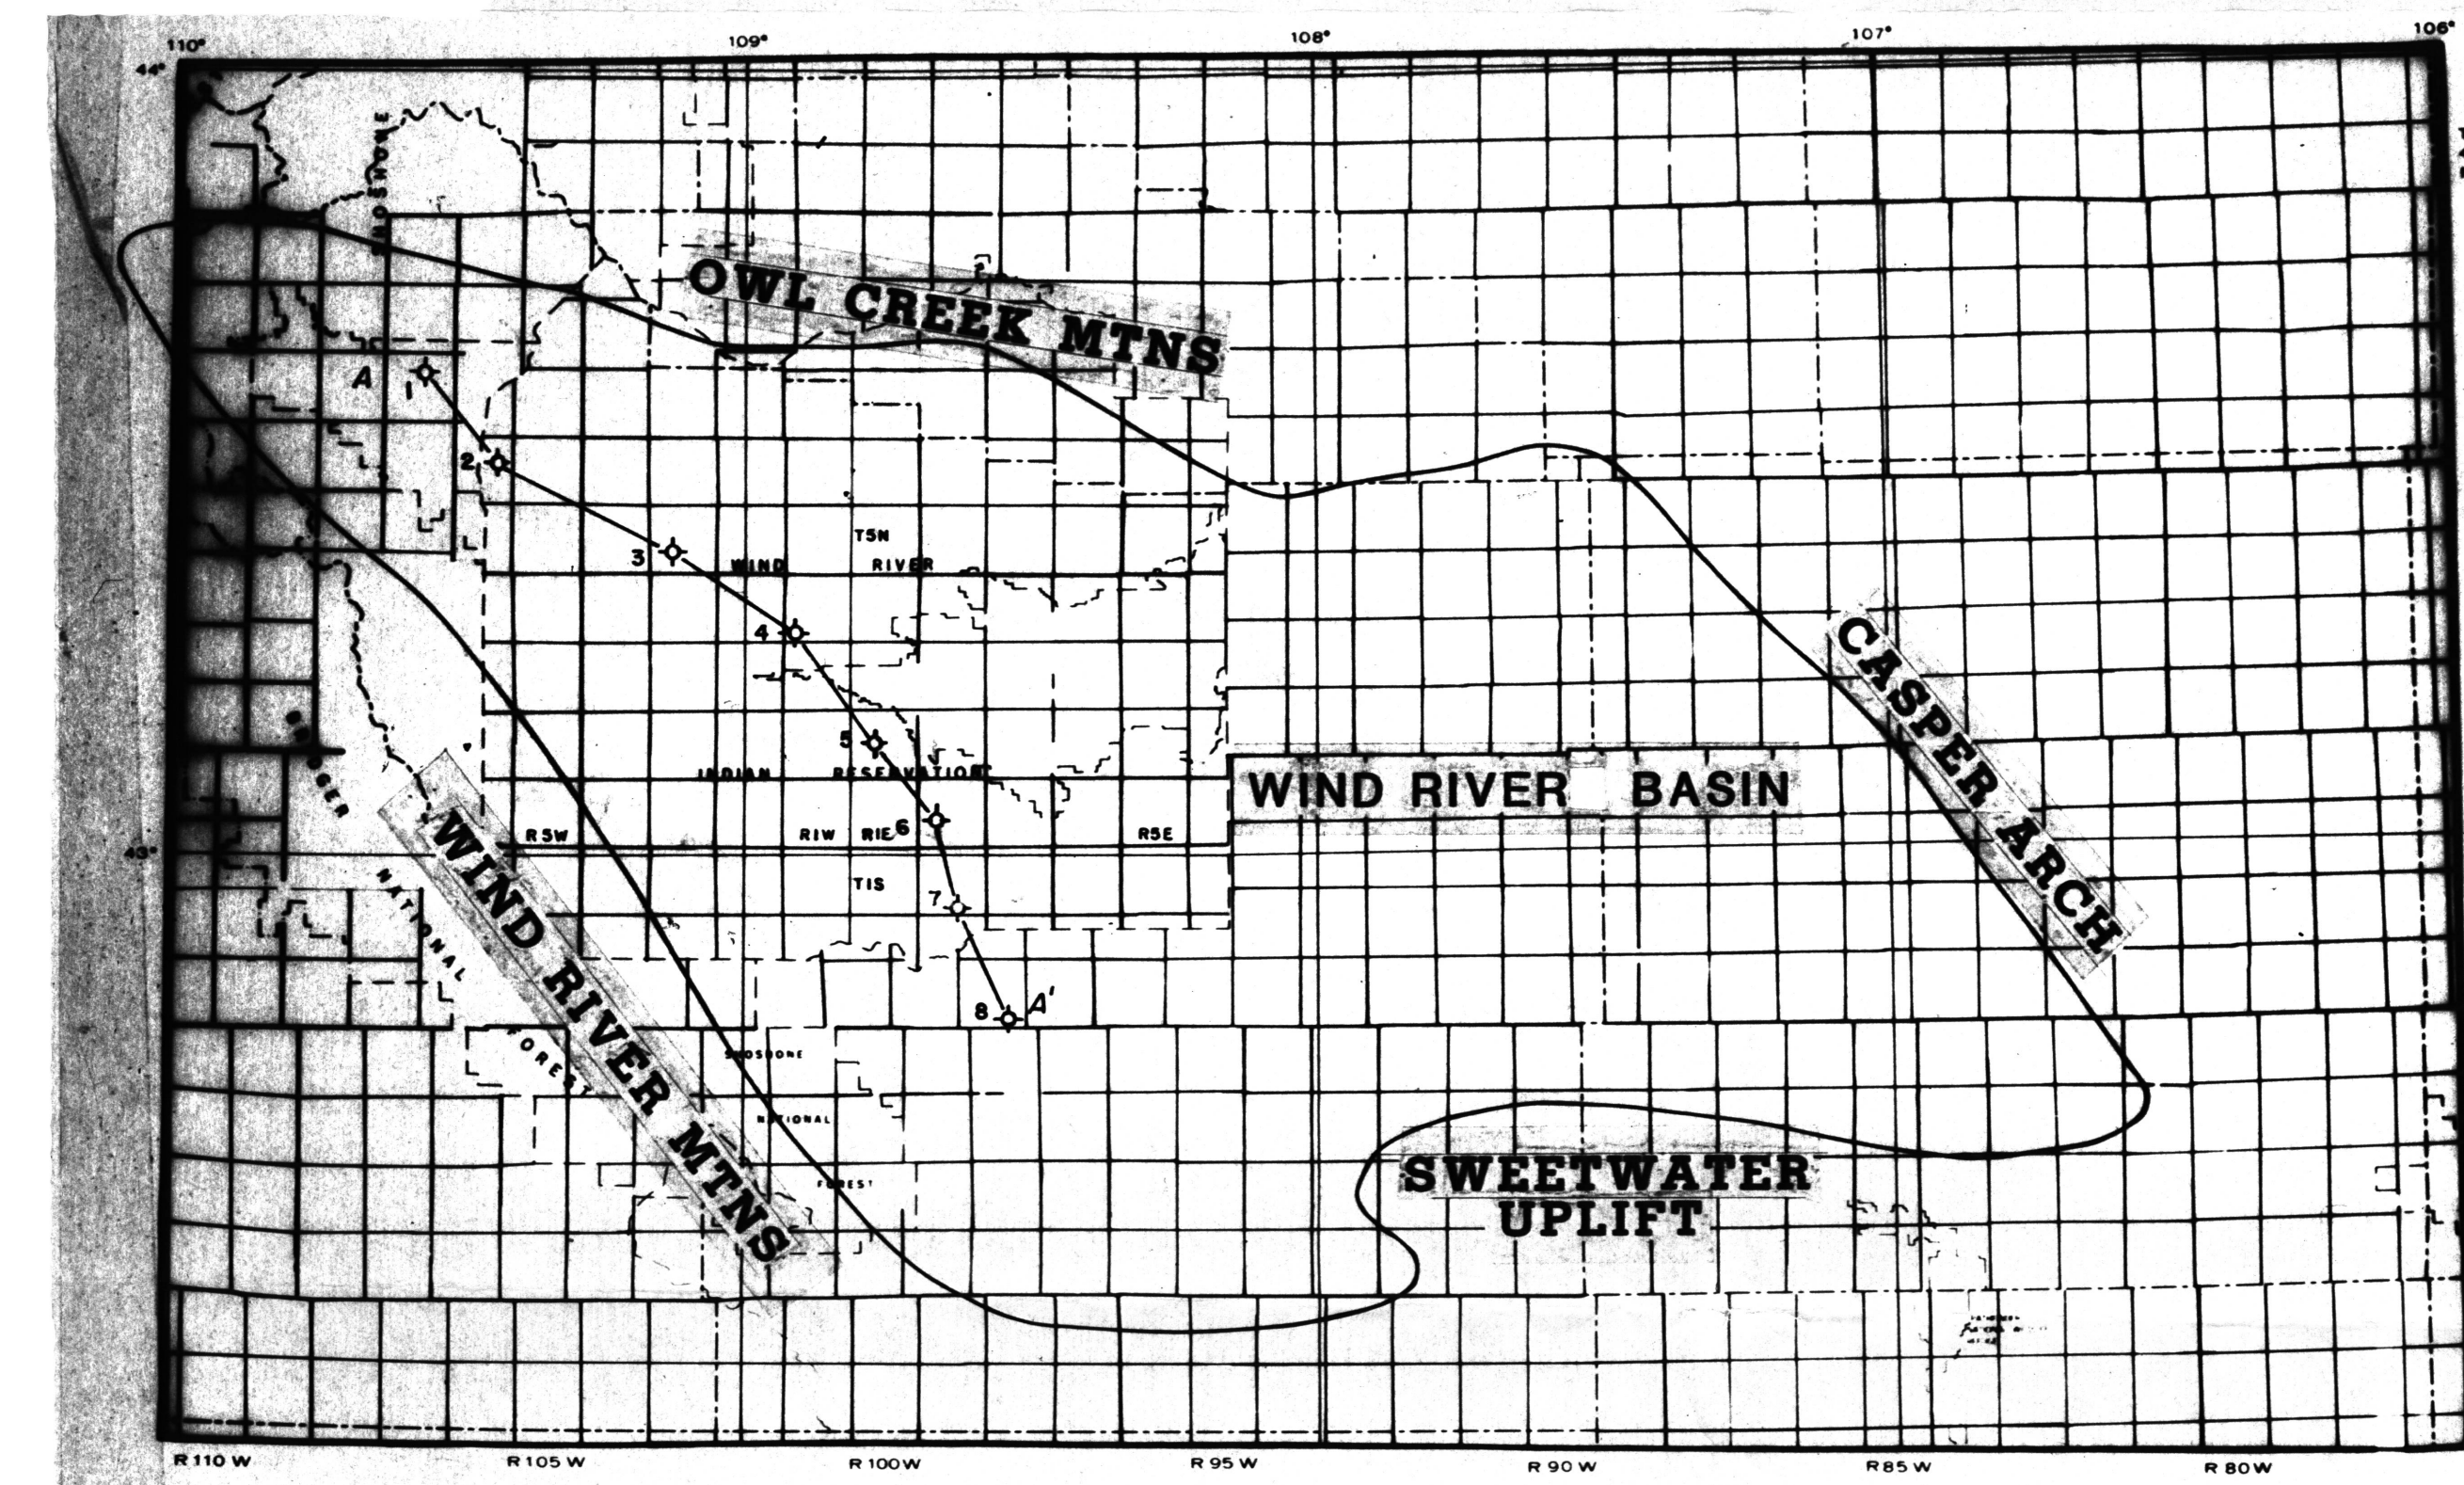 110°
109°
108°
107°
106°
44°
SHOSHONE
OWL CREEK MTNS
A
1
2
3
T5N
WIND RIVER
4
CASPER ARCH
5
INDIAN RESERVATION
WIND RIVER BASIN
R5W
R1W
R1E
6
R5E
43°
T1S
7
BRIDGER
NATIONAL
FOREST
WIND RIVER MTNS
8
A'
SHOSHONE
NATIONAL
FOREST
SWEETWATER
UPLIFT
R 110 W
R 105 W
R 100 W
R 95 W
R 90 W
R 85 W
R 80 W